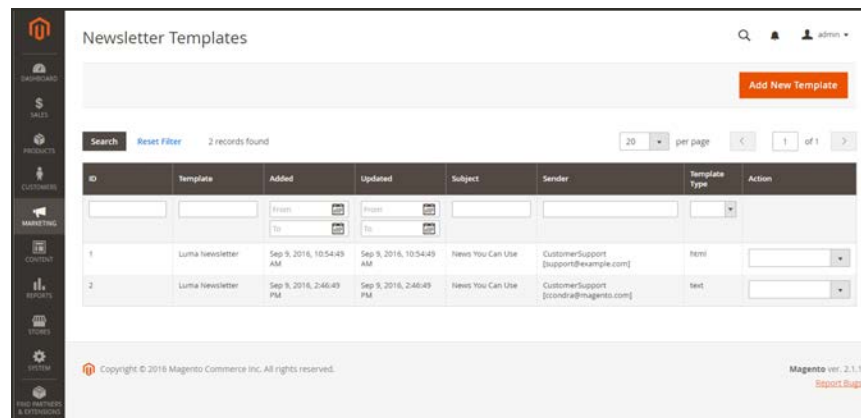 Newsletter Templates
admin
Add New Template
Search Reset Filter 2 records found 20 per page 1 of 1
ID Template Added Updated Subject Sender Template Type Action
From From
To To
1 Luma Newsletter Sep 9, 2016, 10:54:49 AM Sep 9, 2016, 10:54:49 AM News You Can Use CustomerSupport [support@example.com] html
2 Luma Newsletter Sep 9, 2016, 2:46:49 PM Sep 9, 2016, 2:46:49 PM News You Can Use CustomerSupport [ccondra@magento.com] text
Copyright © 2016 Magento Commerce Inc. All rights reserved.
Magento ver. 2.1.1
Report Bugs
DASHBOARD
SALES
PRODUCTS
CUSTOMERS
MARKETING
CONTENT
REPORTS
STORES
SYSTEM
FIND PARTNERS
& EXTENSIONS